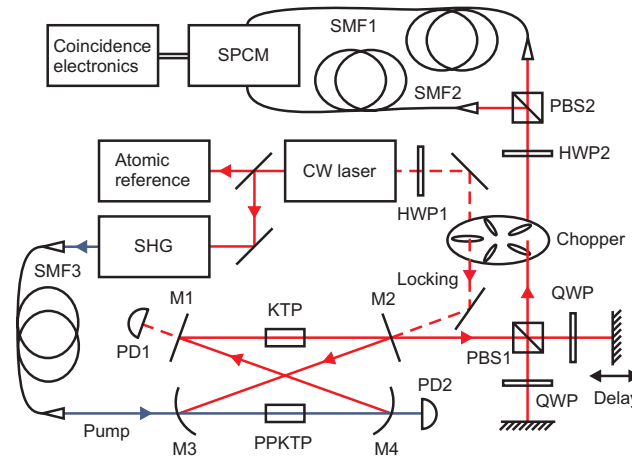 SMF1
Coincidence
electronics
SPCM
SMF2
PBS2
Atomic
reference
CW laser
HWP2
HWP1
SHG
Chopper
SMF3
Locking
M1
KTP
M2
QWP
PD1
PBS1
PD2
QWP
Delay
Pump
M3
PPKTP
M4